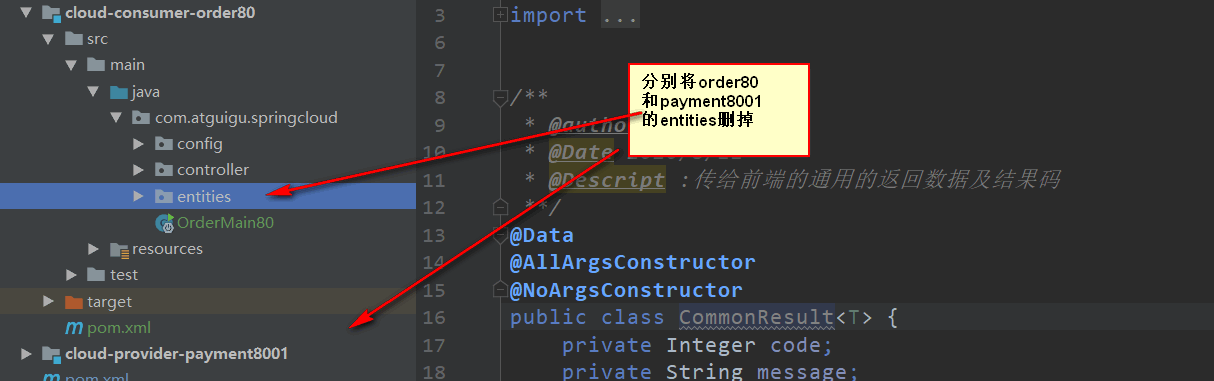 cloud-consumer-order80
src
main
java
com.atguigu.springcloud
config
controller
entities
OrderMain80
resources
test
target
pom.xml
cloud-provider-payment8001
pom.xml
3 import ...
6
7
8 /**
9 * @autho
10 * @Date
11 * @Descript :传给前端的通用的返回数据及结果码
12 **/
13 @Data
14 @AllArgsConstructor
15 @NoArgsConstructor
16 public class CommonResult<T> {
17 private Integer code;
18 private String message;
分别将order80
和payment8001
的entities删掉